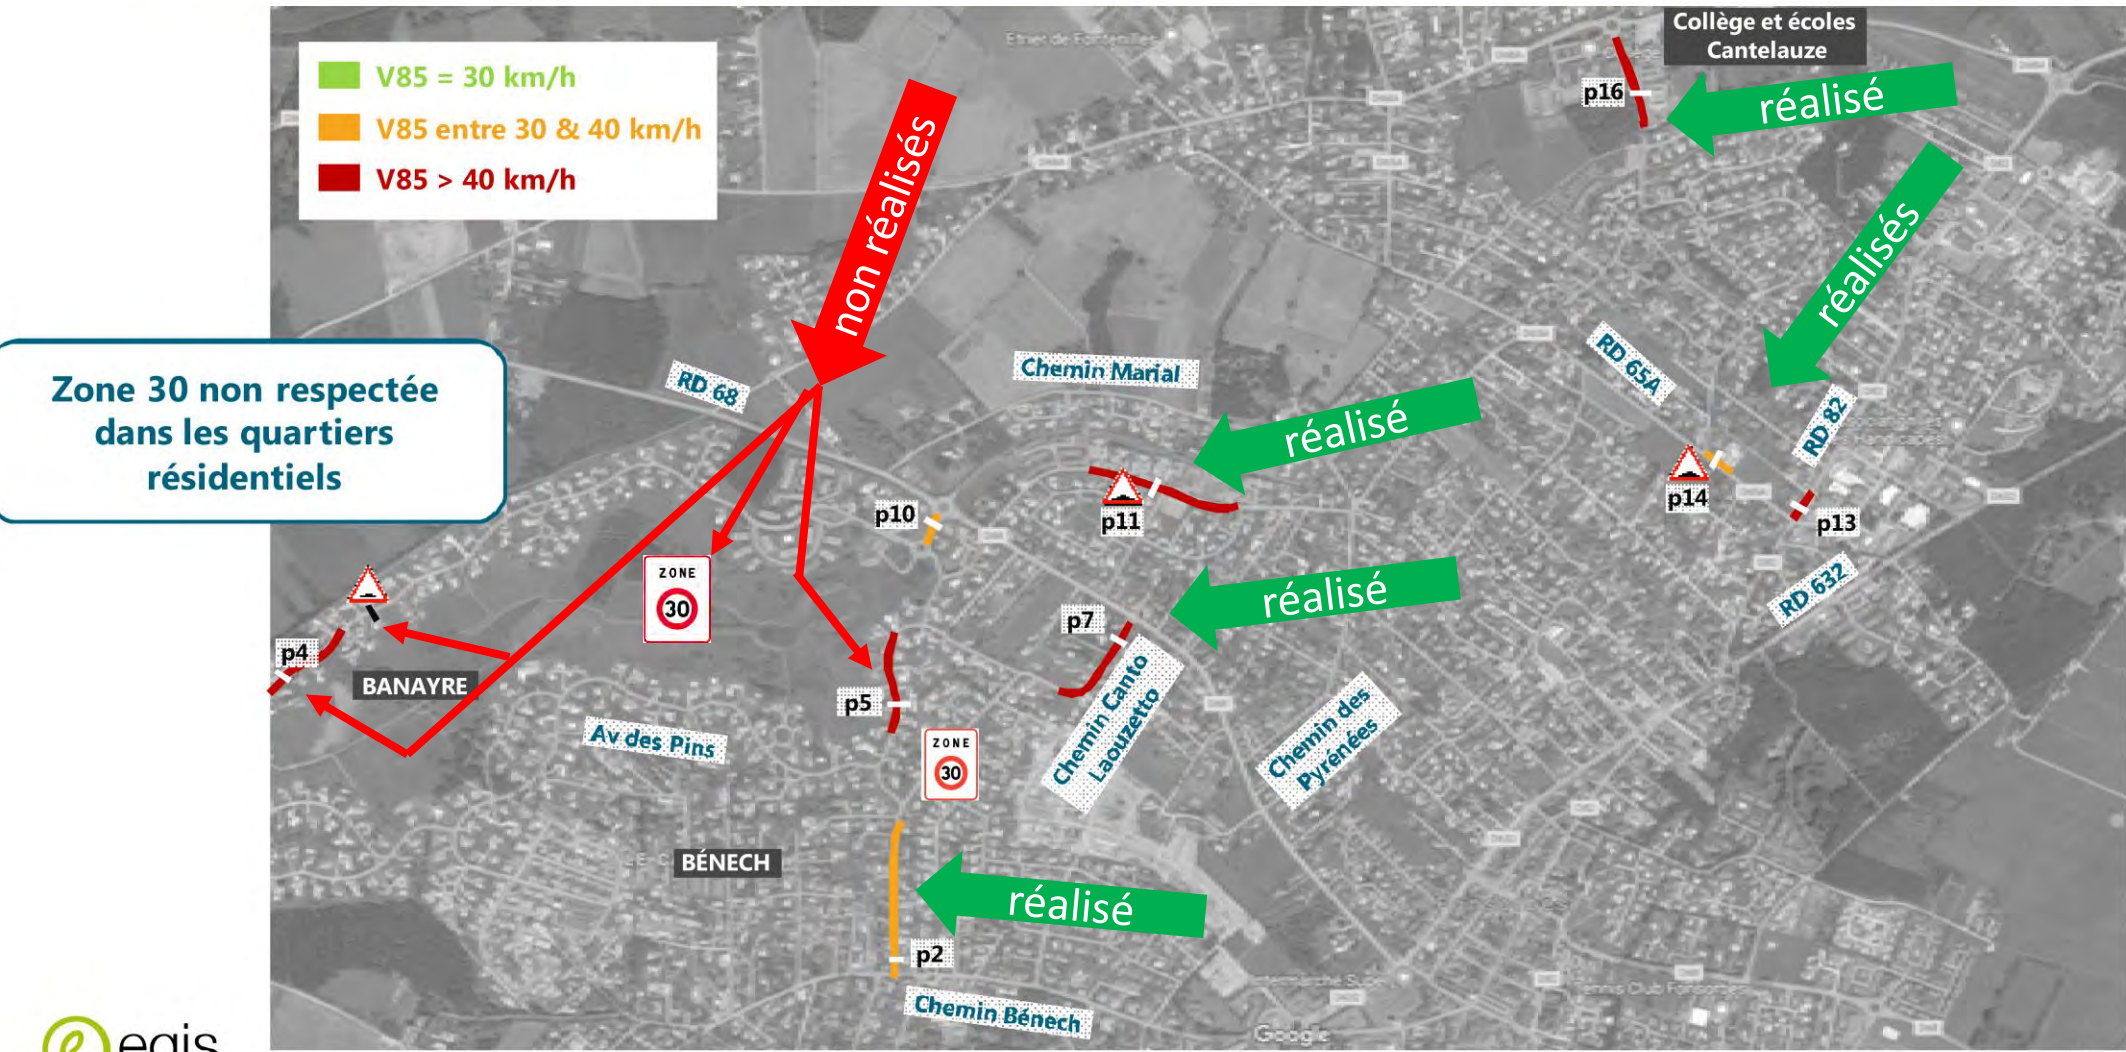 V85 = 30 km/h
V85 entre 30 & 40 km/h
V85 > 40 km/h
Collège et écoles
Cantelauze
p16
réalisé
non réalisés
réalisés
Zone 30 non respectée
dans les quartiers
résidentiels
RD 68
Chemin Marial
RD 65A
RD 82
réalisé
p10
p11
p14
p13
RD 632
ZONE
30
réalisé
p7
p4
BANAYRE
p5
Av des Pins
ZONE
30
Chemin Canto
Laouzetto
Chemin des
Pyrénées
BÉNECH
réalisé
p2
Chemin Bénech
Google
egis